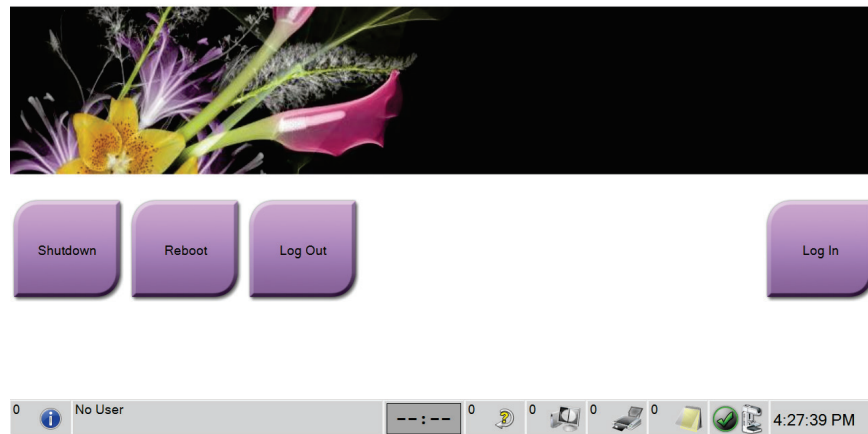 Shutdown
Reboot
Log Out
Log In
0
No User
--:--
0
0
0
0
4:27:39 PM